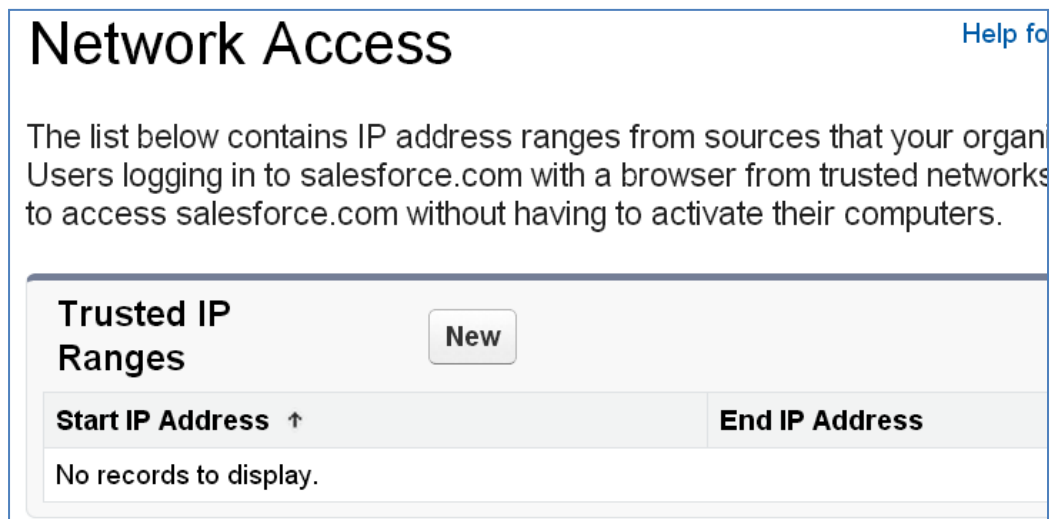 Network Access
Help fo
The list below contains IP address ranges from sources that your organi
Users logging in to salesforce.com with a browser from trusted networks
to access salesforce.com without having to activate their computers.
Trusted IP
Ranges
New
Start IP Address ↑
End IP Address
No records to display.